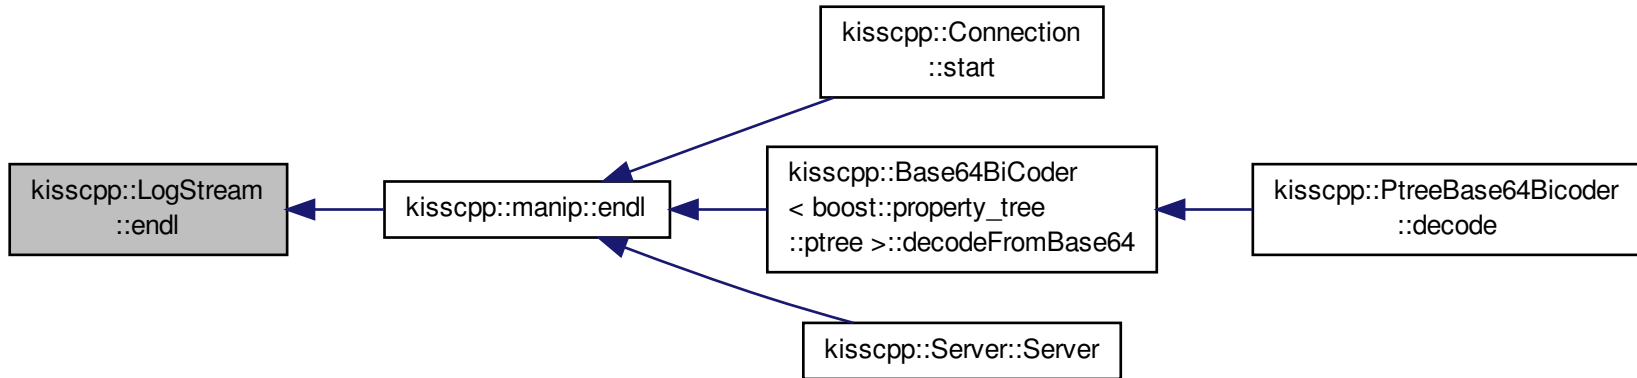 kisscpp::LogStream
::endl
kisscpp::manip::endl
kisscpp::Connection
::start
kisscpp::Base64BiCoder
< boost::property_tree
::ptree >::decodeFromBase64
kisscpp::Server::Server
kisscpp::PtreeBase64Bicoder
::decode